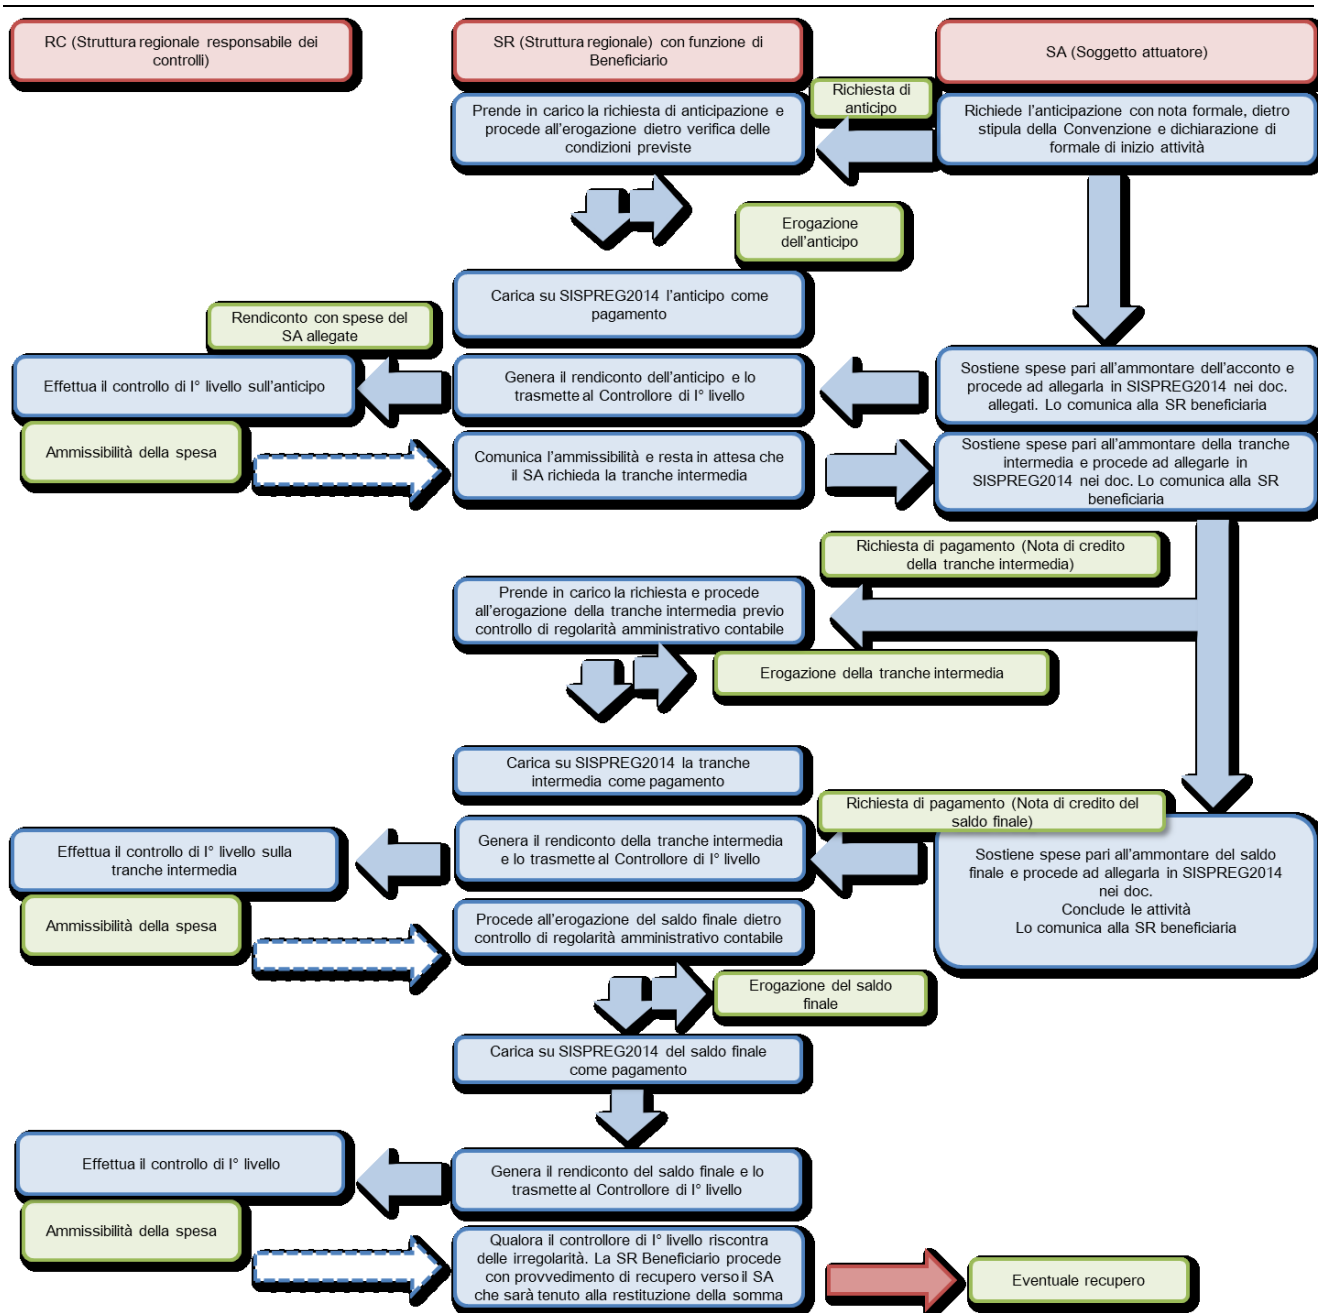 RC (Struttura regionale responsabile dei
controlli)
SR (Struttura regionale) con funzione di
Beneficiario
SA (Soggetto attuatore)
Richiesta di
anticipo
Prende in carico la richiesta di anticipazione e
procede all'erogazione dietro verifica delle
condizioni previste
Richiede l'anticipazione con nota formale, dietro
stipula della Convenzione e dichiarazione di
formale di inizio attività
Erogazione
dell'anticipo
Carica su SISPREG2014 l'anticipo come
pagamento
Rendiconto con spese del
SA allegate
Effettua il controllo di I° livello sull'anticipo
Genera il rendiconto dell'anticipo e lo
trasmette al Controllore di I° livello
Sostiene spese pari all'ammontare dell'acconto e
procede ad allegarla in SISPREG2014 nei doc.
allegati. Lo comunica alla SR beneficiaria
Ammissibilità della spesa
Comunica l'ammissibilità e resta in attesa che
il SA richieda la tranche intermedia
Sostiene spese pari all'ammontare della tranche
intermedia e procede ad allegarle in
SISPREG2014 nei doc. Lo comunica alla SR
beneficiaria
Richiesta di pagamento (Nota di credito
della tranche intermedia)
Prende in carico la richiesta e procede
all'erogazione della tranche intermedia previo
controllo di regolarità amministrativo contabile
Erogazione della tranche intermedia
Carica su SISPREG2014 la tranche
intermedia come pagamento
Richiesta di pagamento (Nota di credito del
saldo finale)
Effettua il controllo di I° livello sulla
tranche intermedia
Genera il rendiconto della tranche intermedia
e lo trasmette al Controllore di I° livello
Sostiene spese pari all'ammontare del saldo
finale e procede ad allegarla in SISPREG2014
nei doc.
Conclude le attività
Lo comunica alla SR beneficiaria
Ammissibilità della spesa
Procede all'erogazione del saldo finale dietro
controllo di regolarità amministrativo contabile
Erogazione del saldo
finale
Carica su SISPREG2014 del saldo finale
come pagamento
Effettua il controllo di I° livello
Genera il rendiconto del saldo finale e lo
trasmette al Controllore di I° livello
Ammissibilità della spesa
Qualora il controllore di I° livello riscontra
delle irregolarità. La SR Beneficiario procede
con provvedimento di recupero verso il SA
che sarà tenuto alla restituzione della somma
Eventuale recupero